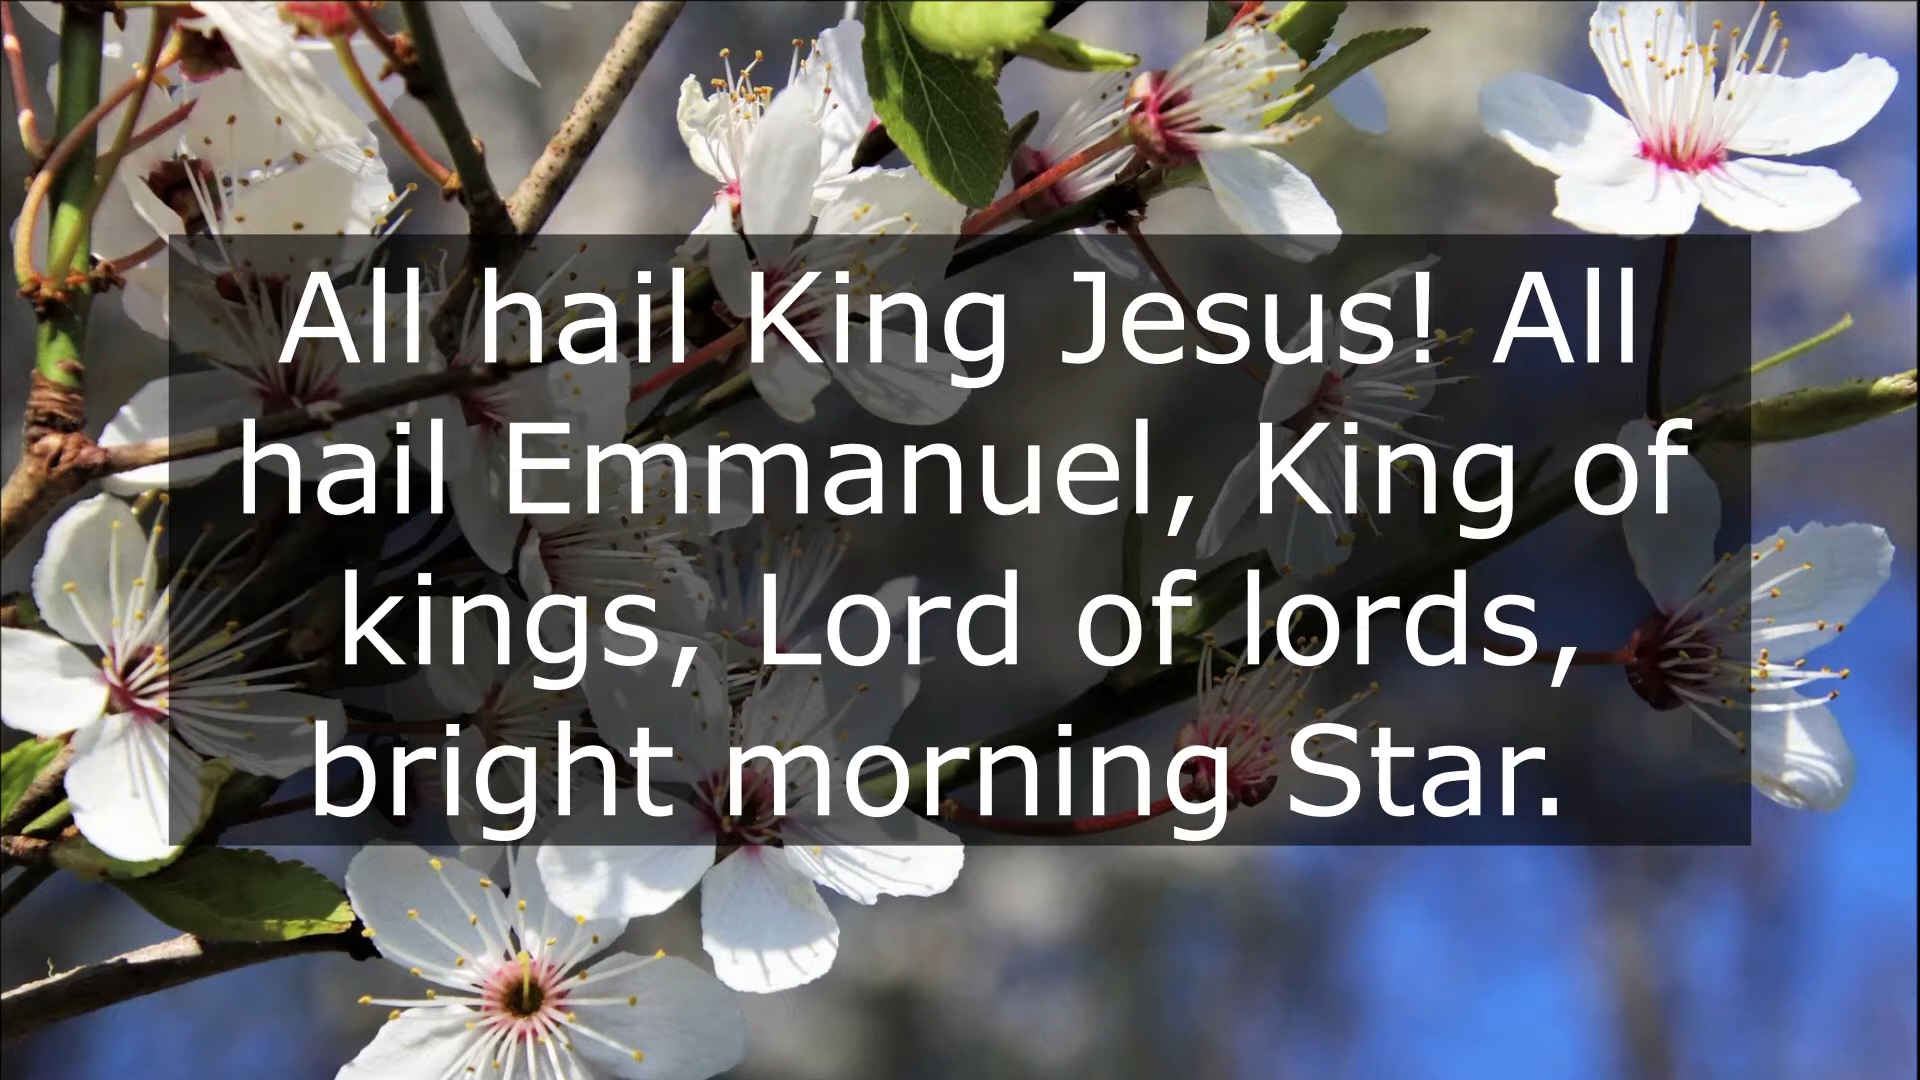 All hail King Jesus! All
hail Emmanuel, King of
kings, Lord of lords,
bright morning Star.